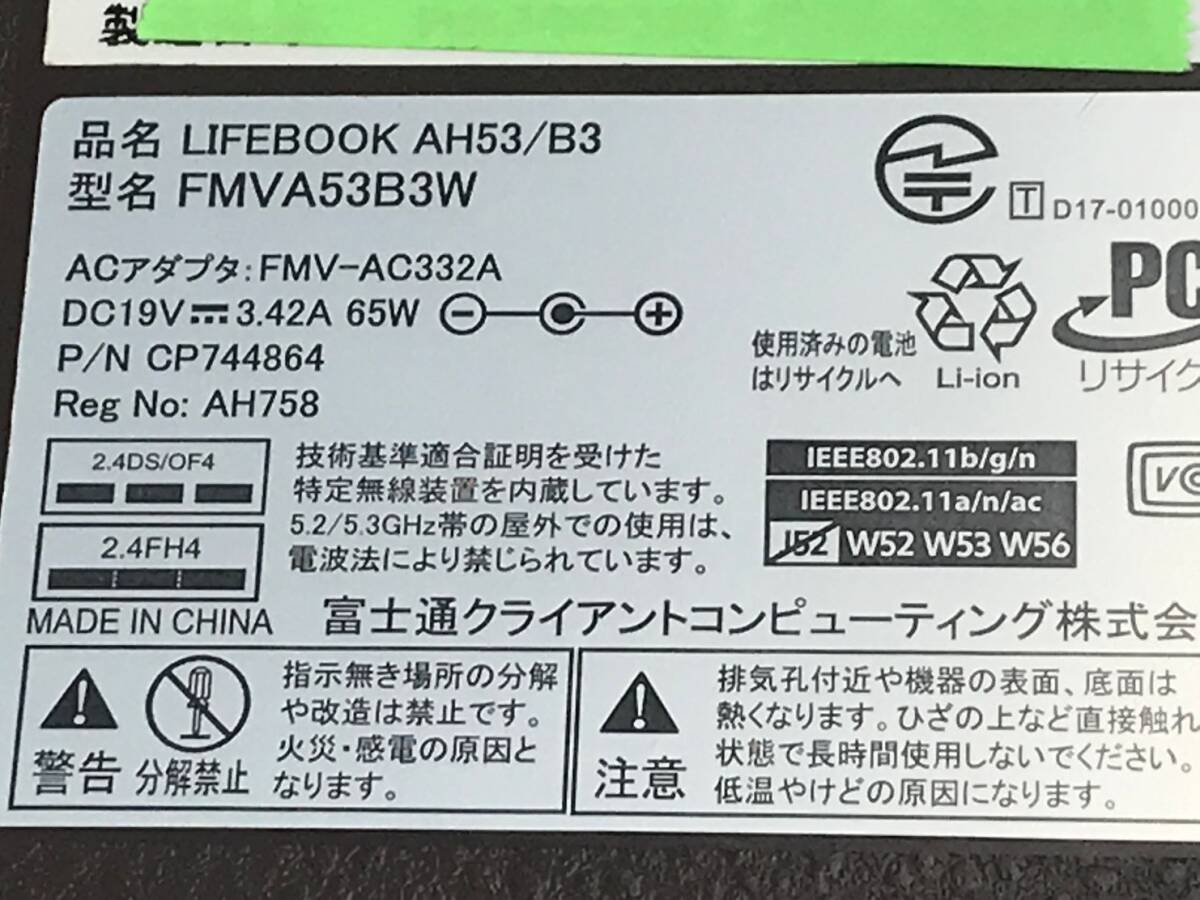 品名 LIFEBOOK AH53/B3
型名 FMVA53B3W
T D17-01000
ACアダプタ:FMV-AC332A
DC19V⎓3.42A 65W
P/N CP744864
Reg No: AH758
使用済みの電池
はリサイクルへ
Li-ion
PC
リサイク
2.4DS/OF4
2.4FH4
技術基準適合証明を受けた
特定無線装置を内蔵しています。
5.2/5.3GHz帯の屋外での使用は、
電波法により禁じられています。
IEEE802.11b/g/n
IEEE802.11a/n/ac
J52 W52 W53 W56
MADE IN CHINA
富士通クライアントコンピューティング株式会
警告
分解禁止
指示無き場所の分解
や改造は禁止です。
火災・感電の原因と
なります。
注意
排気孔付近や機器の表面、底面は
熱くなります。ひざの上など直接触れ
状態で長時間使用しないでください。
低温やけどの原因になります。